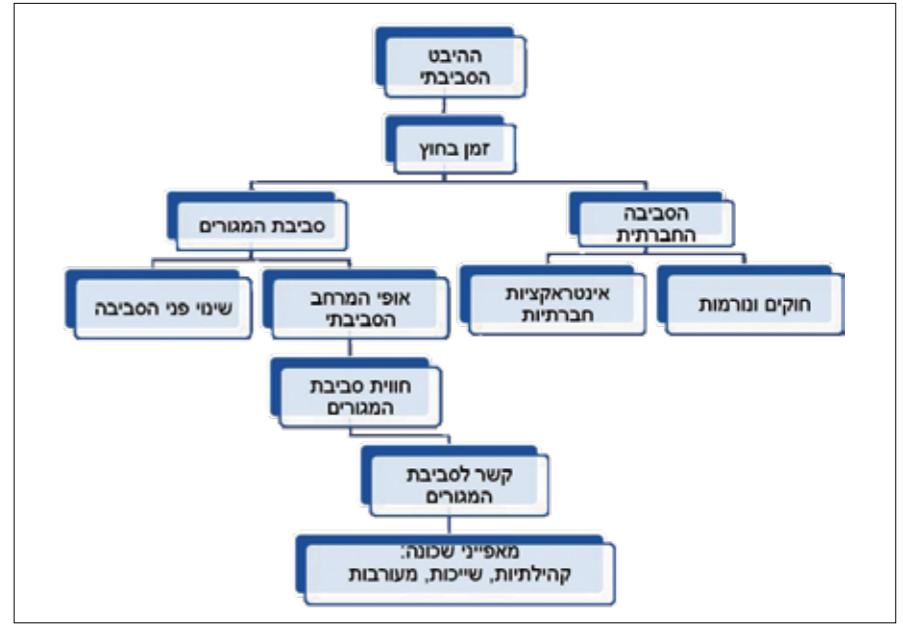 ההיבט
הסביבתי
זמן בחוץ
הסביבה
החברתית
סביבת המגורים
חוקים ונורמות
אינטראקציות
חברתיות
אופי המרחב
הסביבתי
שינוי פני הסביבה
חווית סביבת
המגורים
קשר לסביבת
המגורים
מאפייני שכונה:
קהילתיות, שייכות, מעורבות